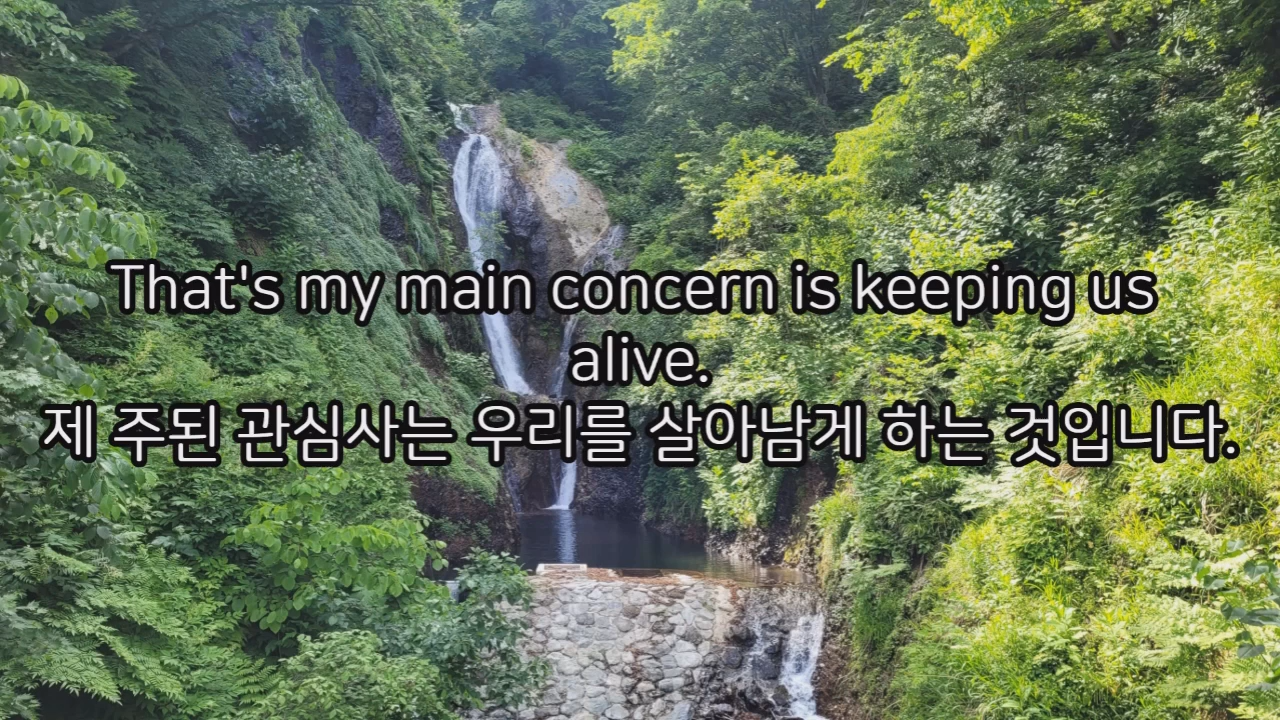 That's my main concern is keeping us
alive.
제 주된 관심사는 우리를 살아남게 하는 것입니다.